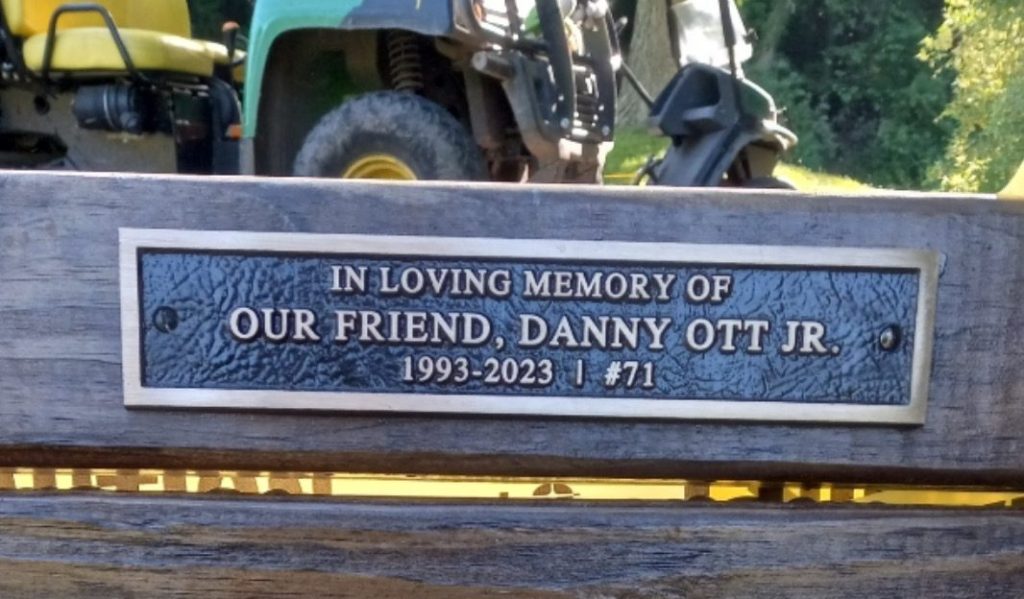 IN LOVING MEMORY OF
OUR FRIEND, DANNY OTT JR.
1993-2023 | #71